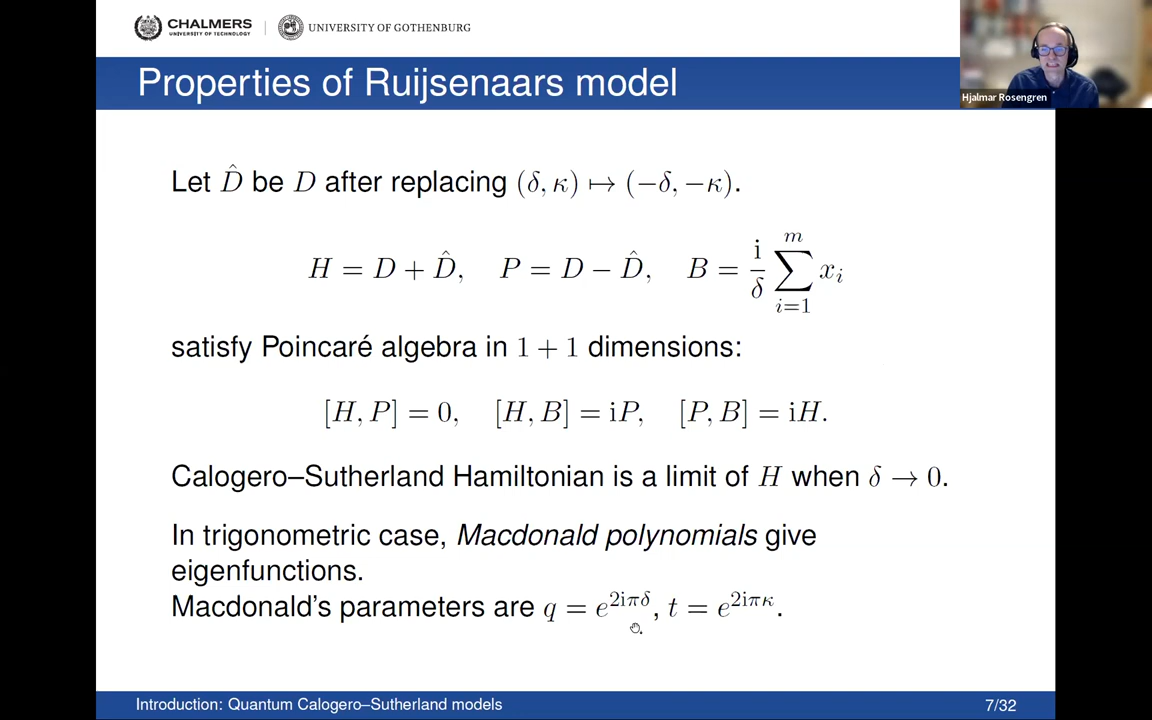 CHALMERS
UNIVERSITY OF TECHNOLOGY
UNIVERSITY OF GOTHENBURG
Properties of Ruijsenaars model
Hjalmar Rosengren
Let D̂ be D after replacing (δ, κ) ↦ (−δ, −κ).
H = D + D̂, P = D − D̂, B = i/δ ∑_{i=1}^{m} x_i
satisfy Poincaré algebra in 1 + 1 dimensions:
[H, P] = 0, [H, B] = iP, [P, B] = iH.
Calogero–Sutherland Hamiltonian is a limit of H when δ → 0.
In trigonometric case, Macdonald polynomials give
eigenfunctions.
Macdonald's parameters are q = e^{2iπδ}, t = e^{2iπκ}.
Introduction: Quantum Calogero–Sutherland models
7/32